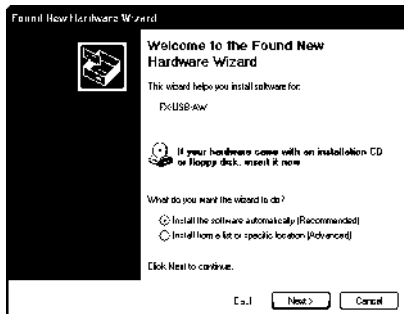 Found New Hardware Wizard
Welcome to the Found New
Hardware Wizard
This wizard helps you install software for:
FX-USB-AW
If your hardware came with an installation CD
or floppy disk, insert it now
What do you want the wizard to do?
Install the software automatically (Recommended)
Install from a list or specific location (Advanced)
Click Next to continue.
Next >
Cancel